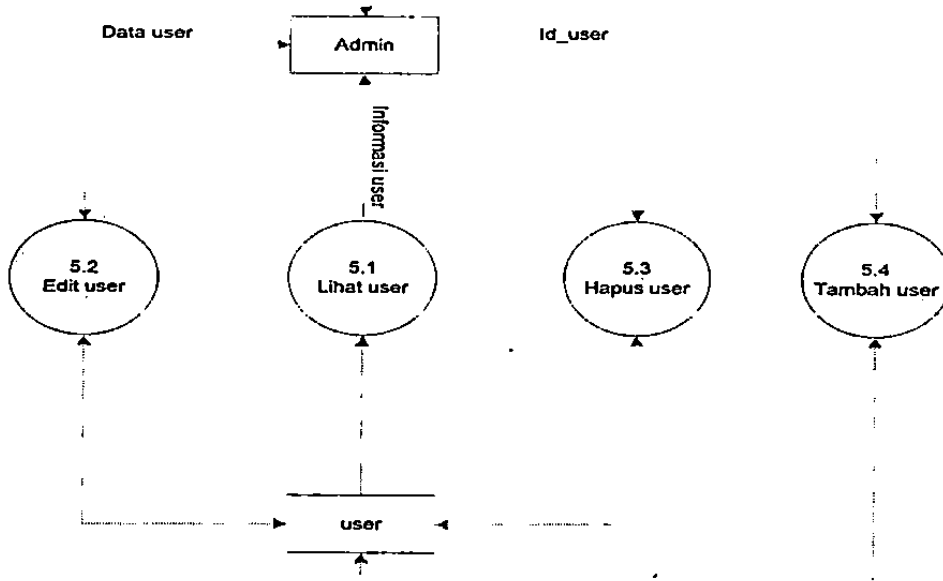 Data user
Admin
Id_user
Informasi user
5.2
Edit user
5.1
Lihat user
5.3
Hapus user
5.4
Tambah user
user